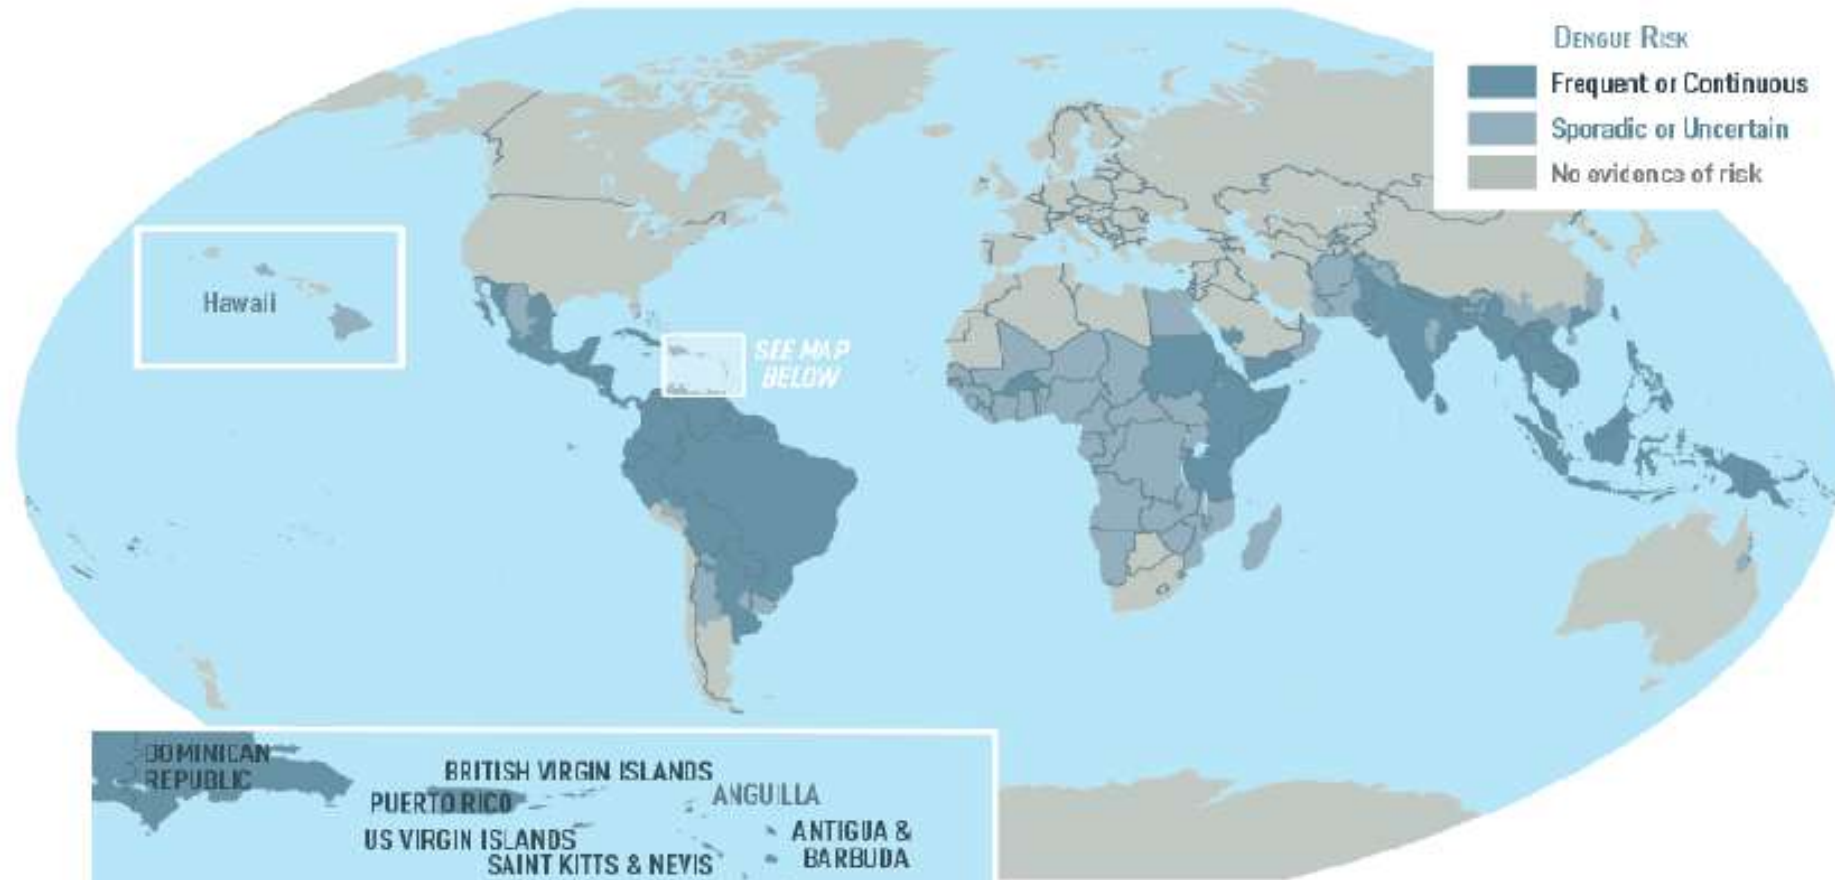 DENGUE RISK
Frequent or Continuous
Sporadic or Uncertain
No evidence of risk
Hawaii
SEE MAP
BELOW
DOMINICAN
REPUBLIC
BRITISH VIRGIN ISLANDS
PUERTO RICO
ANGUILLA
US VIRGIN ISLANDS
ANTIGUA &
BARBUDA
SAINT KITTS & NEVIS